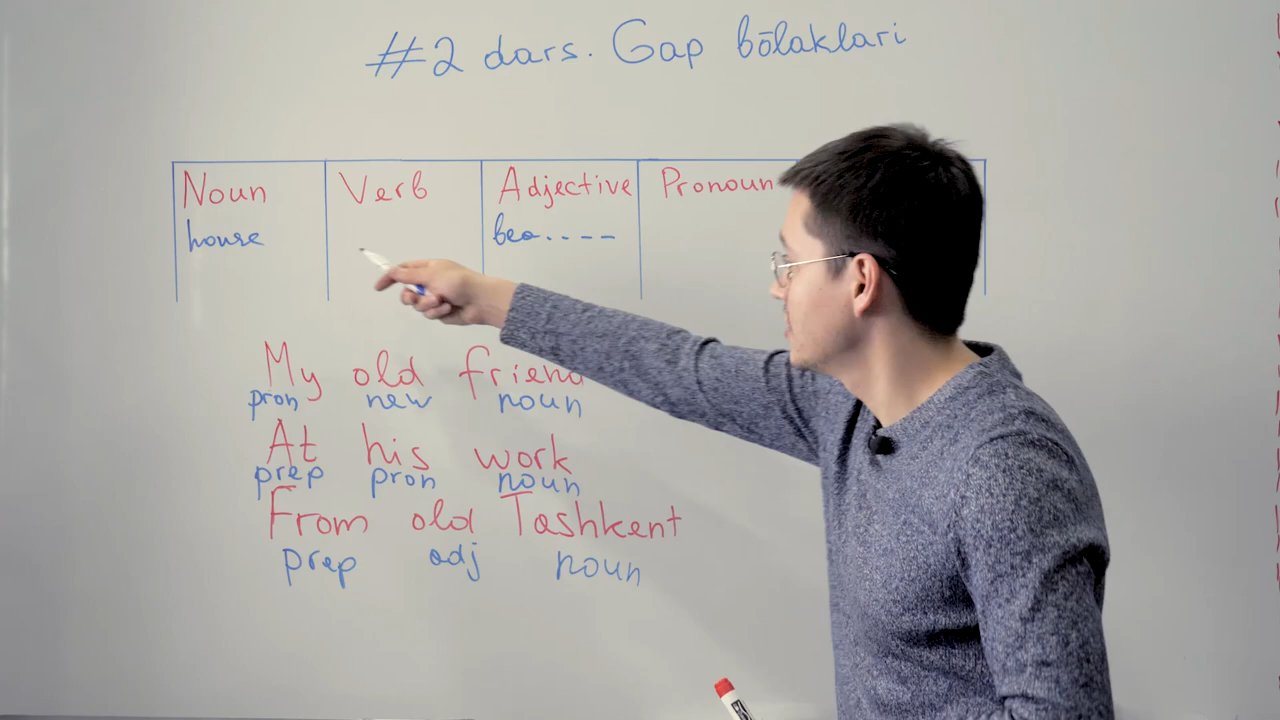 #2 dars. Gap bōlaklari
Noun Verb Adjective Pronoun
house bea....
My old friend
pron new noun
At his work
prep pron noun
From old Tashkent
prep adj noun